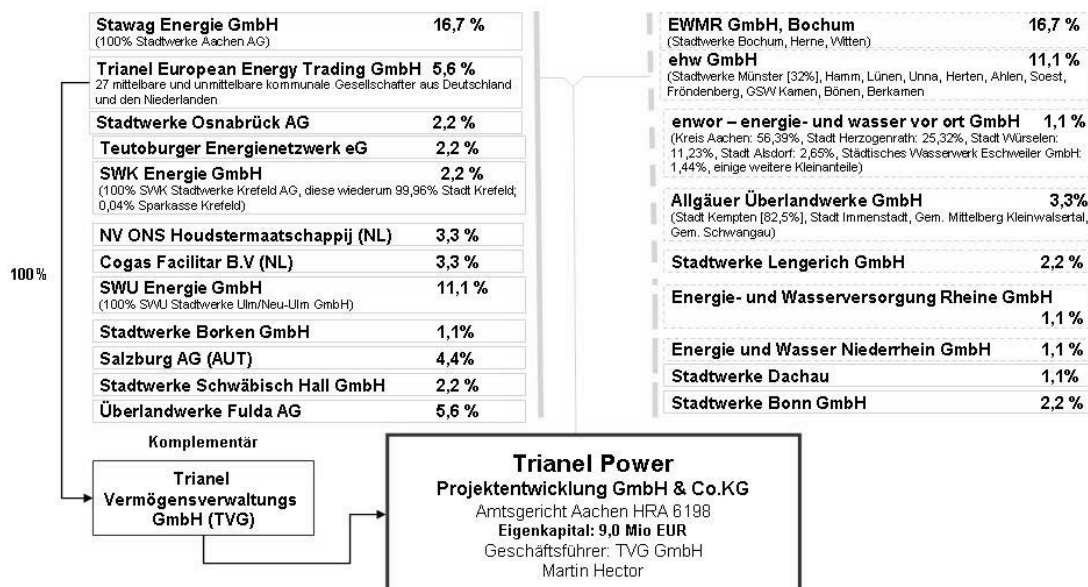 Stawag Energie GmbH 16,7 %
(100% Stadtwerke Aachen AG)
Trianel European Energy Trading GmbH 5,6 %
27 mittelbare und unmittelbare kommunale Gesellschafter aus Deutschland
und den Niederlanden
Stadtwerke Osnabrück AG 2,2 %
Teutoburger Energienetzwerk eG 2,2 %
SWK Energie GmbH 2,2 %
(100% SWK Stadtwerke Krefeld AG, diese wiederum 99,96% Stadt Krefeld;
0,04% Sparkasse Krefeld)
NV ONS Houdstermaatschappij (NL) 3,3 %
Cogas Facilitar B.V (NL) 3,3 %
SWU Energie GmbH 11,1 %
(100% SWU Stadtwerke Ulm/Neu-Ulm GmbH)
Stadtwerke Borken GmbH 1,1%
Salzburg AG (AUT) 4,4%
Stadtwerke Schwäbisch Hall GmbH 2,2 %
Überlandwerke Fulda AG 5,6 %
EWMR GmbH, Bochum 16,7 %
(Stadtwerke Bochum, Herne, Witten)
ehw GmbH 11,1 %
(Stadtwerke Münster [32%], Hamm, Lünen, Unna, Herten, Ahlen, Soest,
Fröndenberg, GSW Kamen, Bönen, Berkamen
enwor – energie- und wasser vor ort GmbH 1,1 %
(Kreis Aachen: 56,39%, Stadt Herzogenrath: 25,32%, Stadt Würselen:
11,23%, Stadt Alsdorf: 2,65%, Städtisches Wasserwerk Eschweiler GmbH:
1,44%, einige weitere Kleinanteile)
Allgäuer Überlandwerke GmbH 3,3%
(Stadt Kempten [82,5%], Stadt Immenstadt, Gem. Mittelberg Kleinwalsertal,
Gem. Schwangau)
Stadtwerke Lengerich GmbH 2,2 %
Energie- und Wasserversorgung Rheine GmbH
1,1 %
Energie und Wasser Niederrhein GmbH 1,1 %
Stadtwerke Dachau 1,1%
Stadtwerke Bonn GmbH 2,2 %
100 %
Komplementär
Trianel
Vermögensverwaltungs
GmbH (TVG)
Trianel Power
Projektentwicklung GmbH & Co.KG
Amtsgericht Aachen HRA 6198
Eigenkapital: 9,0 Mio EUR
Geschäftsführer: TVG GmbH
Martin Hector